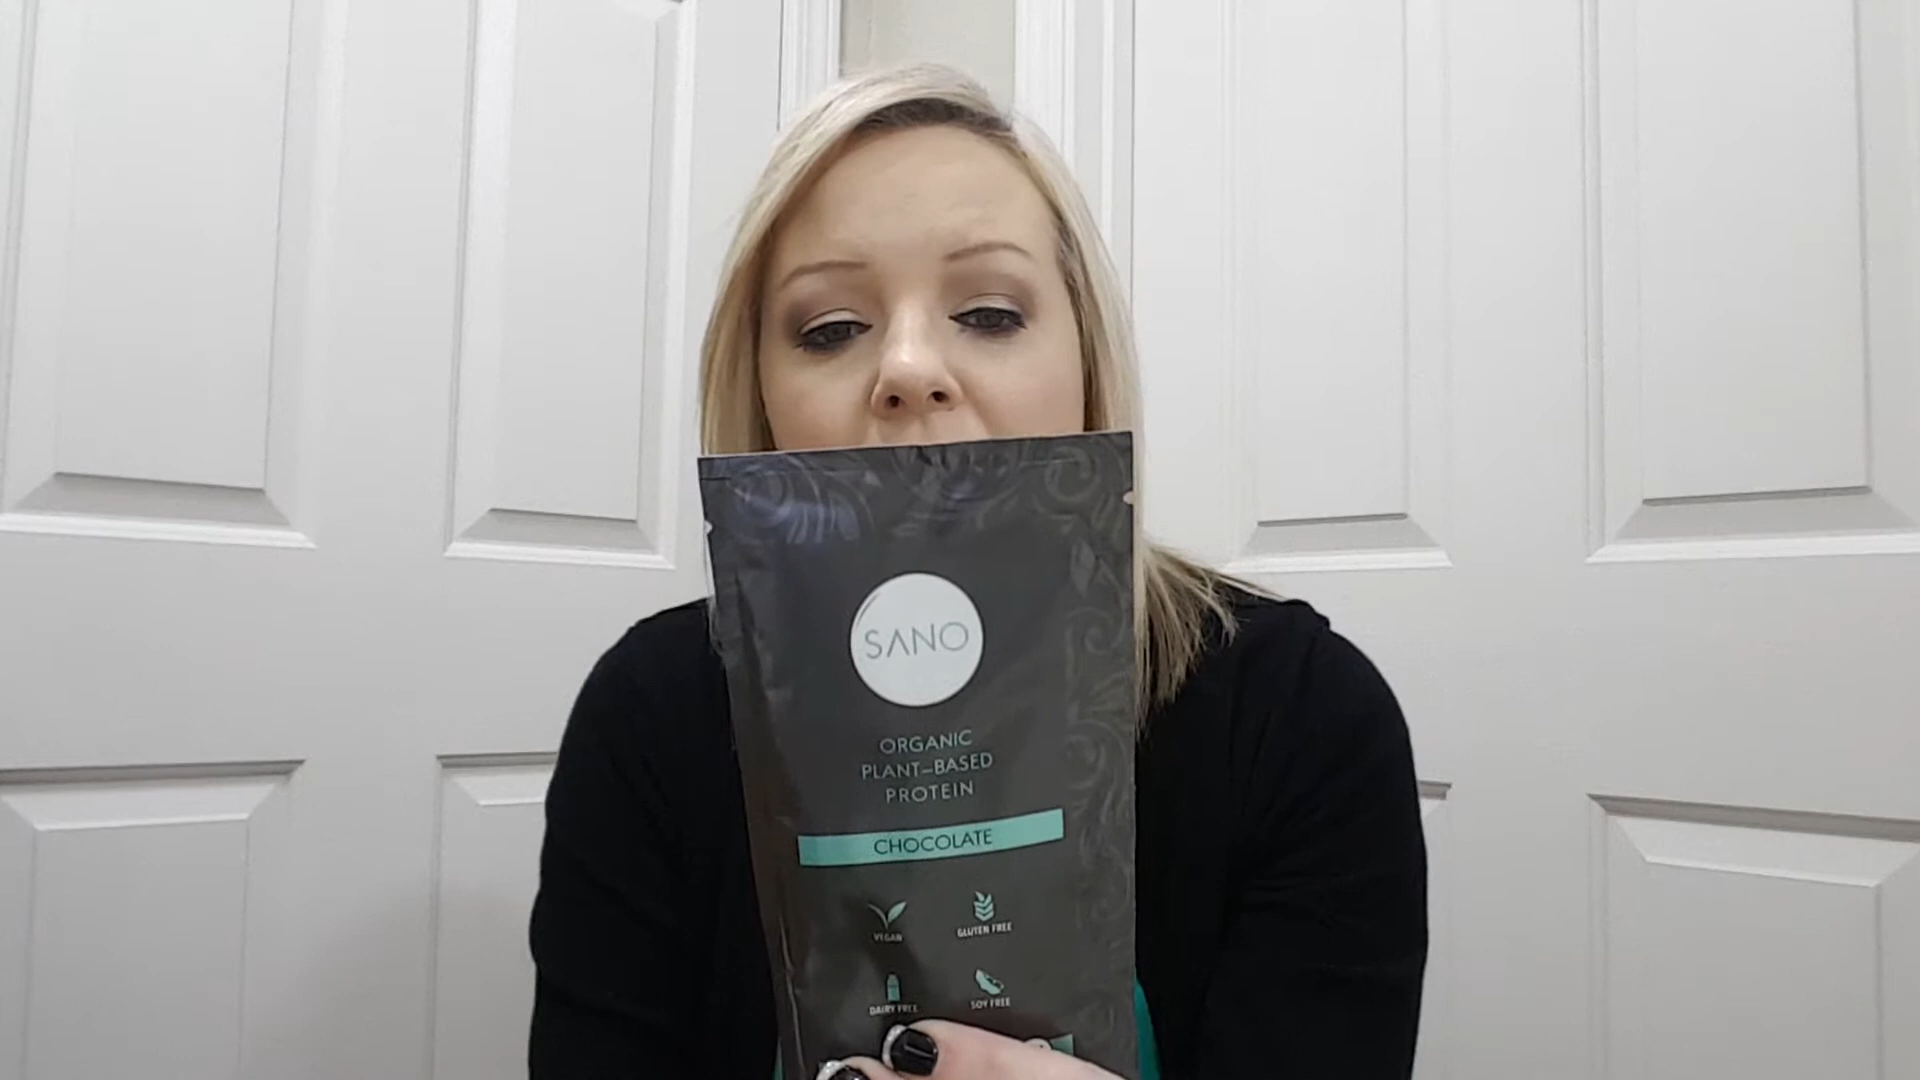 SANO
ORGANIC
PLANT-BASED
PROTEIN
CHOCOLATE
VEGAN
GLUTEN FREE
DAIRY FREE
SOY FREE